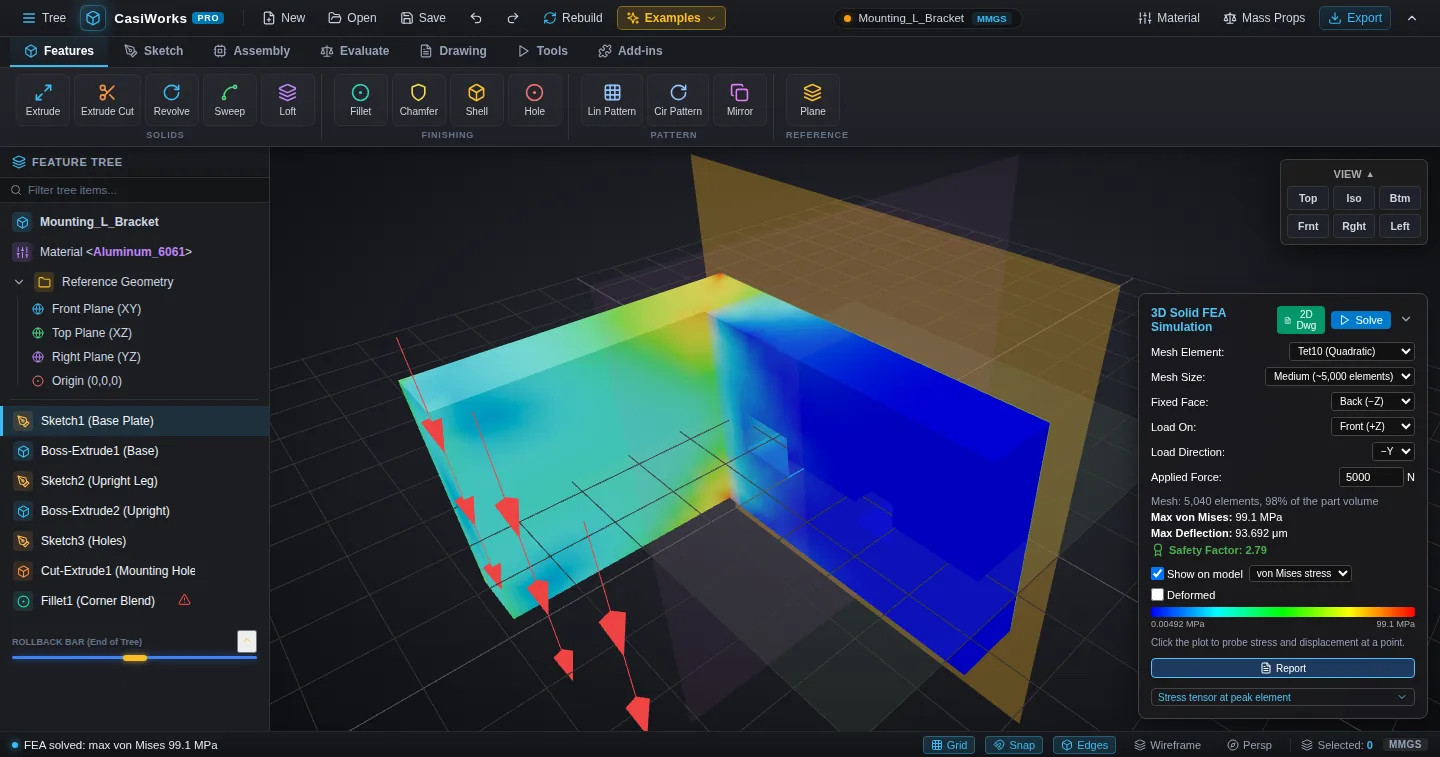 Tree
CasiWorks PRO
New
Open
Save
Rebuild
Examples
Mounting_L_Bracket MMGS
Material
Mass Props
Export
Features
Sketch
Assembly
Evaluate
Drawing
Tools
Add-ins
Extrude
Extrude Cut
Revolve
Sweep
Loft
Fillet
Chamfer
Shell
Hole
Lin Pattern
Cir Pattern
Mirror
Plane
SOLIDS
FINISHING
PATTERN
REFERENCE
FEATURE TREE
Filter tree items...
Mounting_L_Bracket
Material <Aluminum_6061>
Reference Geometry
Front Plane (XY)
Top Plane (XZ)
Right Plane (YZ)
Origin (0,0,0)
Sketch1 (Base Plate)
Boss-Extrude1 (Base)
Sketch2 (Upright Leg)
Boss-Extrude2 (Upright)
Sketch3 (Holes)
Cut-Extrude1 (Mounting Hole
Fillet1 (Corner Blend)
ROLLBACK BAR (End of Tree)
VIEW ▲
Top
Iso
Btm
Frnt
Rght
Left
3D Solid FEA
Simulation
2D
Dwg
Solve
Mesh Element:
Tet10 (Quadratic)
Mesh Size:
Medium (~5,000 elements)
Fixed Face:
Back (−Z)
Load On:
Front (+Z)
Load Direction:
−Y
Applied Force:
5000 N
Mesh: 5,040 elements, 98% of the part volume
Max von Mises: 99.1 MPa
Max Deflection: 93.692 µm
Safety Factor: 2.79
Show on model
von Mises stress
Deformed
0.00492 MPa
99.1 MPa
Click the plot to probe stress and displacement at a point.
Report
Stress tensor at peak element
FEA solved: max von Mises 99.1 MPa
Grid
Snap
Edges
Wireframe
Persp
Selected: 0
MMGS